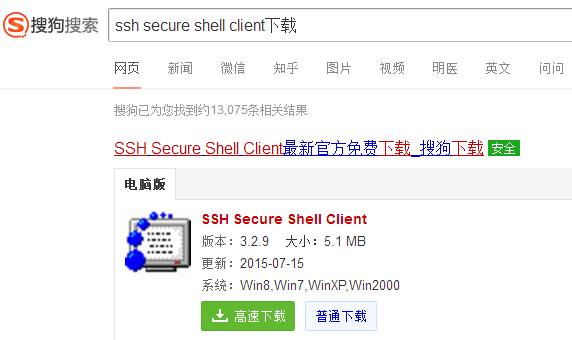 搜狗搜索 ssh secure shell client下载
网页 新闻 微信 知乎 图片 视频 明医 英文 问问
搜狗已为您找到约13,075条相关结果
SSH Secure Shell Client最新官方免费下载_搜狗下载 安全
电脑版
SSH Secure Shell Client
版本：3.2.9 大小：5.1 MB
更新：2015-07-15
系统：Win8,Win7,WinXP,Win2000
高速下载 普通下载